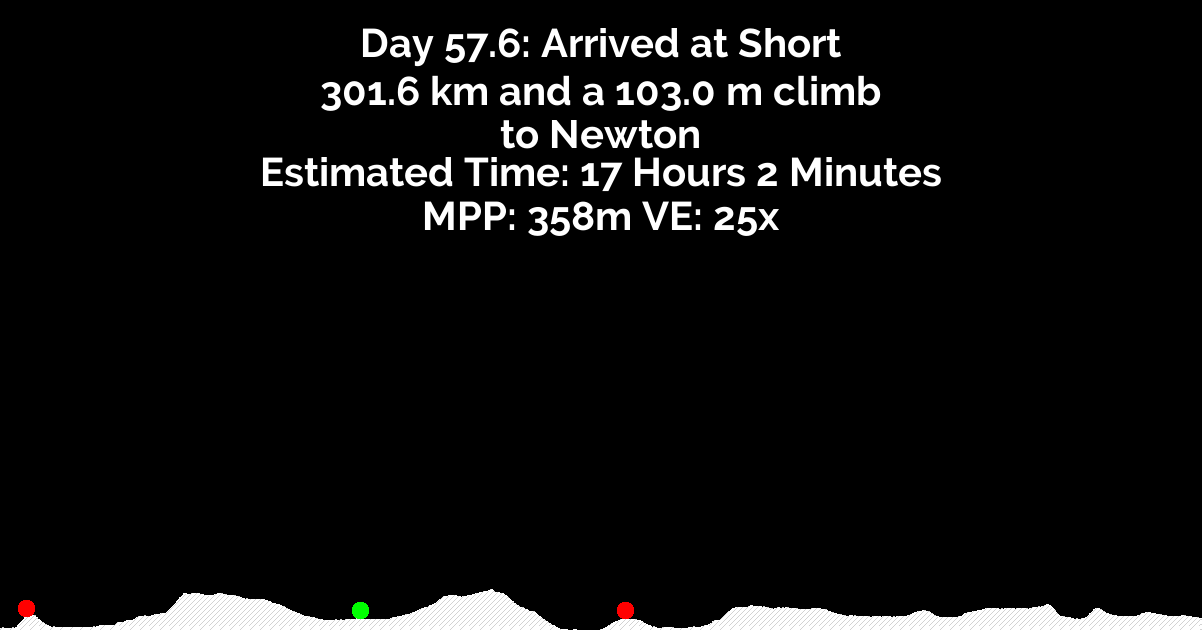 Day 57.6: Arrived at Short
301.6 km and a 103.0 m climb
to Newton
Estimated Time: 17 Hours 2 Minutes
MPP: 358m VE: 25x